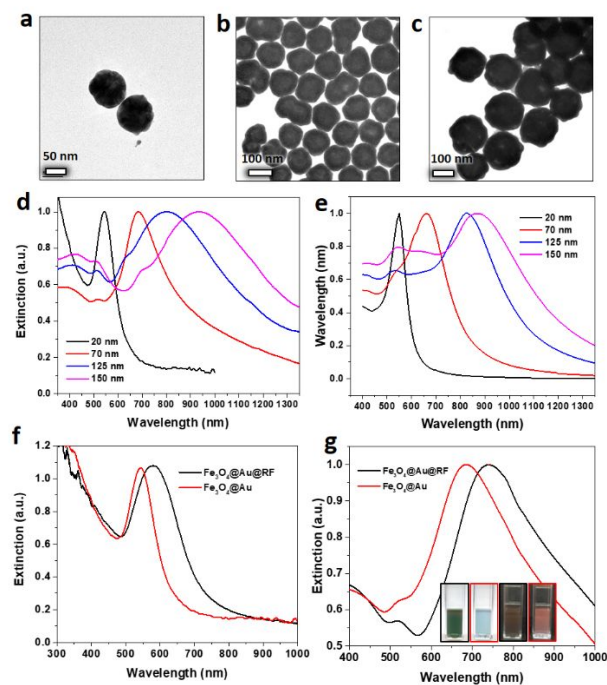 a
b
c
50 nm
100 nm
100 nm
d
e
Extinction (a.u.)
1.0
0.8
0.6
0.4
0.2
0.0
20 nm
70 nm
125 nm
150 nm
400 500 600 700 800 900 1000 1100 1200 1300
Wavelength (nm)
Wavelength (nm)
1.0
0.8
0.6
0.4
0.2
0.0
20 nm
70 nm
125 nm
150 nm
400 500 600 700 800 900 1000 1100 1200 1300
Wavelength (nm)
f
g
Extinction (a.u.)
1.2
1.0
0.8
0.6
0.4
0.2
0.0
Fe₃O₄@Au@RF
Fe₃O₄@Au
300 400 500 600 700 800 900 1000
Wavelength (nm)
Extinction (a.u.)
1.0
0.9
0.8
0.7
0.6
0.5
Fe₃O₄@Au@RF
Fe₃O₄@Au
400 500 600 700 800 900 1000
Wavelength (nm)